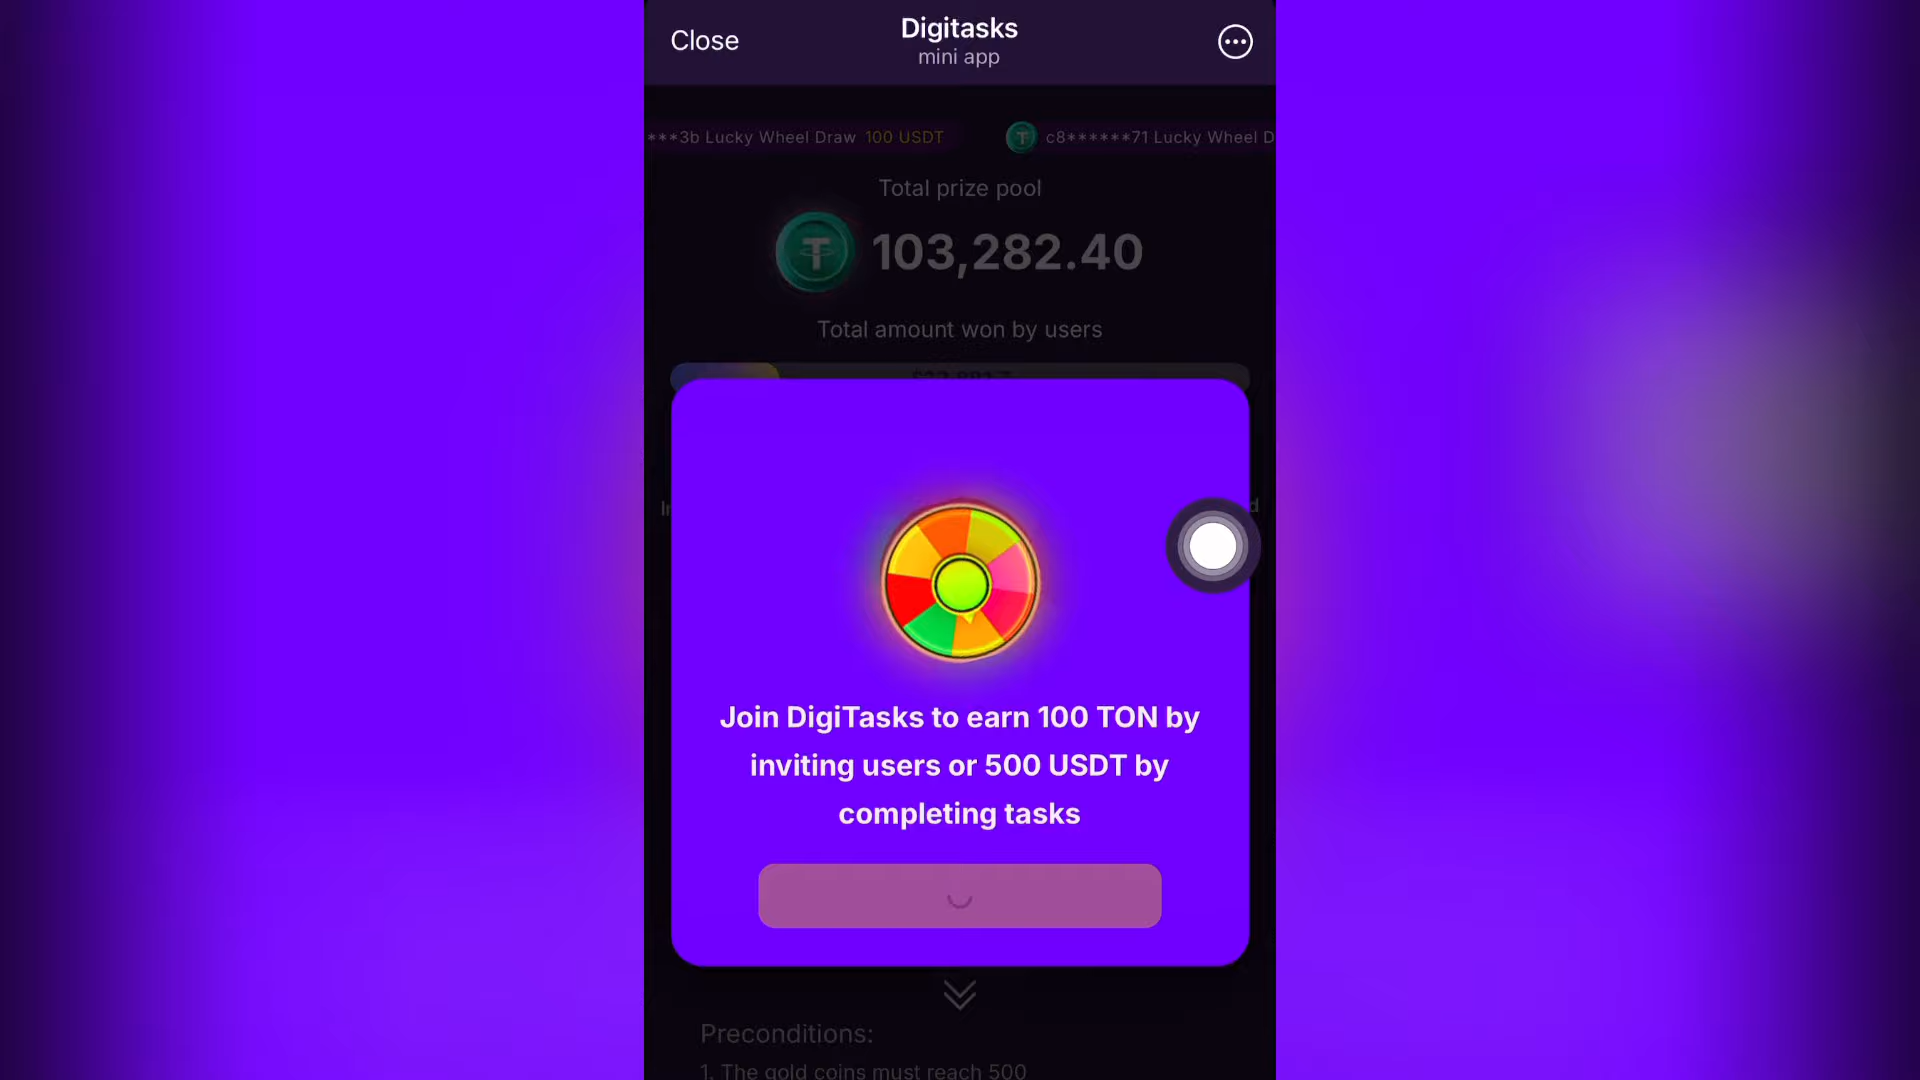 Close
Digitasks
mini app
***3b Lucky Wheel Draw 100 USDT
c8******71 Lucky Wheel D
Total prize pool
103,282.40
Total amount won by users
Join DigiTasks to earn 100 TON by
inviting users or 500 USDT by
completing tasks
Preconditions:
1. The gold coins must reach 500